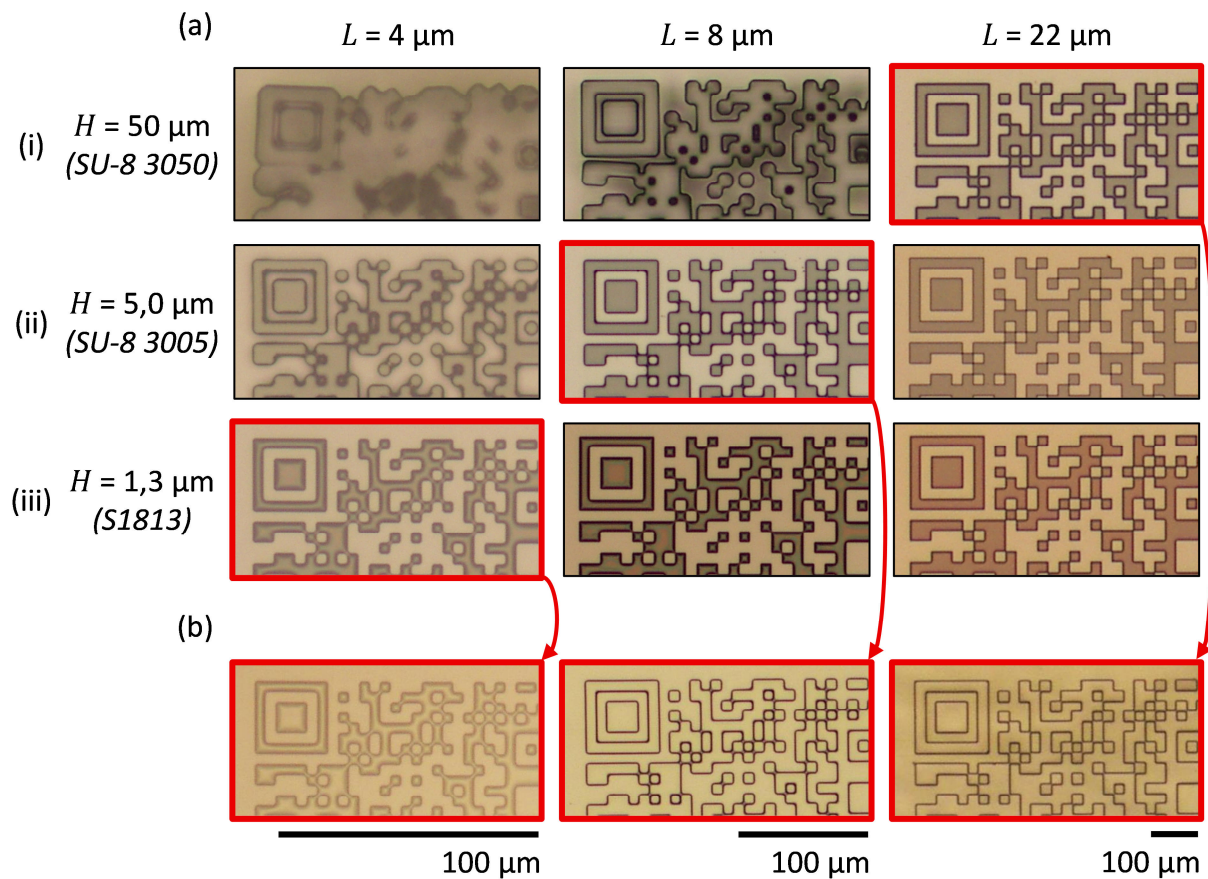 (a)
L = 4 µm
L = 8 µm
L = 22 µm
(i)
H = 50 µm
(SU-8 3050)
(ii)
H = 5,0 µm
(SU-8 3005)
(iii)
H = 1,3 µm
(S1813)
(b)
100 µm
100 µm
100 µm